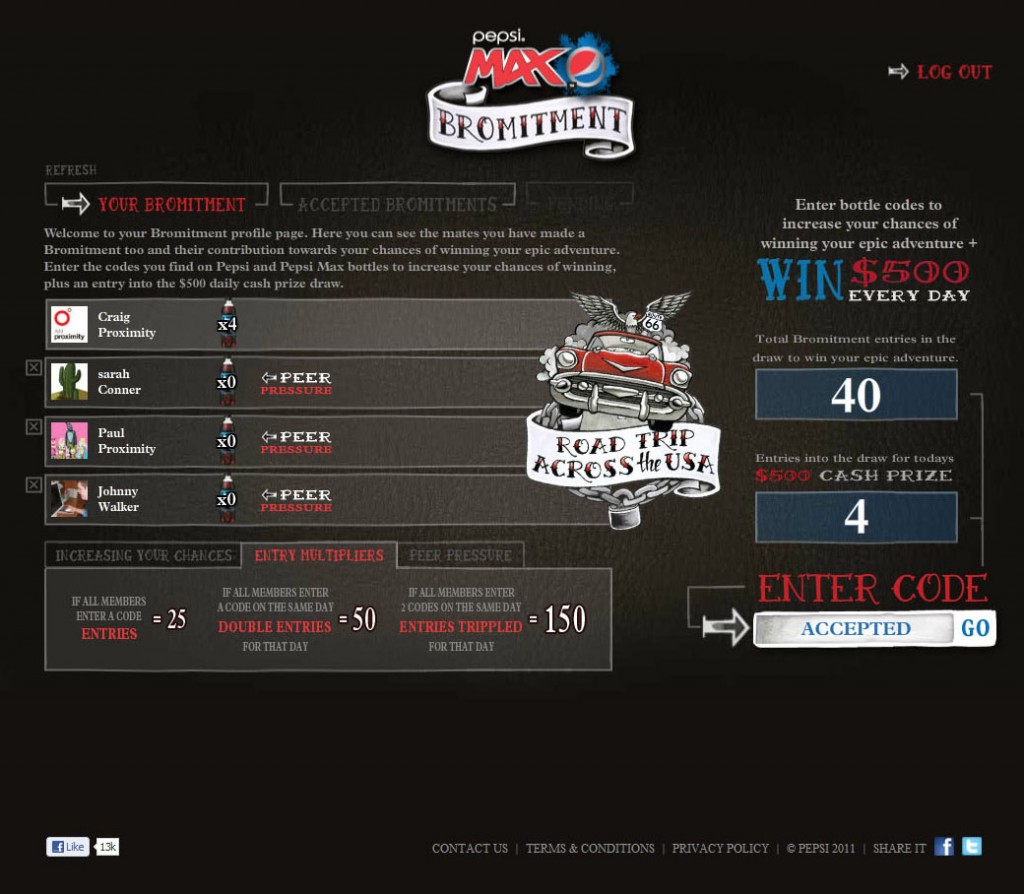 pepsi.
MAX
BROMITMENT
LOG OUT
REFRESH
YOUR BROMITMENT
ACCEPTED BROMITMENTS
PENDING
Welcome to your Bromitment profile page. Here you can see the mates you have made a
Bromitment too and their contribution towards your chances of winning your epic adventure.
Enter the codes you find on Pepsi and Pepsi Max bottles to increase your chances of winning,
plus an entry into the $500 daily cash prize draw.
proximity
Craig
Proximity
x4
sarah
Conner
x0
PEER
PRESSURE
Paul
Proximity
x0
PEER
PRESSURE
Johnny
Walker
x0
PEER
PRESSURE
66
ROAD TRIP
ACROSS the USA
INCREASING YOUR CHANCES
ENTRY MULTIPLIERS
PEER PRESSURE
IF ALL MEMBERS
ENTER A CODE
ENTRIES
= 25
IF ALL MEMBERS ENTER
A CODE ON THE SAME DAY
DOUBLE ENTRIES
FOR THAT DAY
= 50
IF ALL MEMBERS ENTER
2 CODES ON THE SAME DAY
ENTRIES TRIPPLED
FOR THAT DAY
= 150
Enter bottle codes to
increase your chances of
winning your epic adventure +
WIN $500
EVERY DAY
Total Bromitment entries in the
draw to win your epic adventure.
40
Entries into the draw for todays
$500 CASH PRIZE
4
ENTER CODE
ACCEPTED GO
Like 13k
CONTACT US | TERMS & CONDITIONS | PRIVACY POLICY | © PEPSI 2011 | SHARE IT